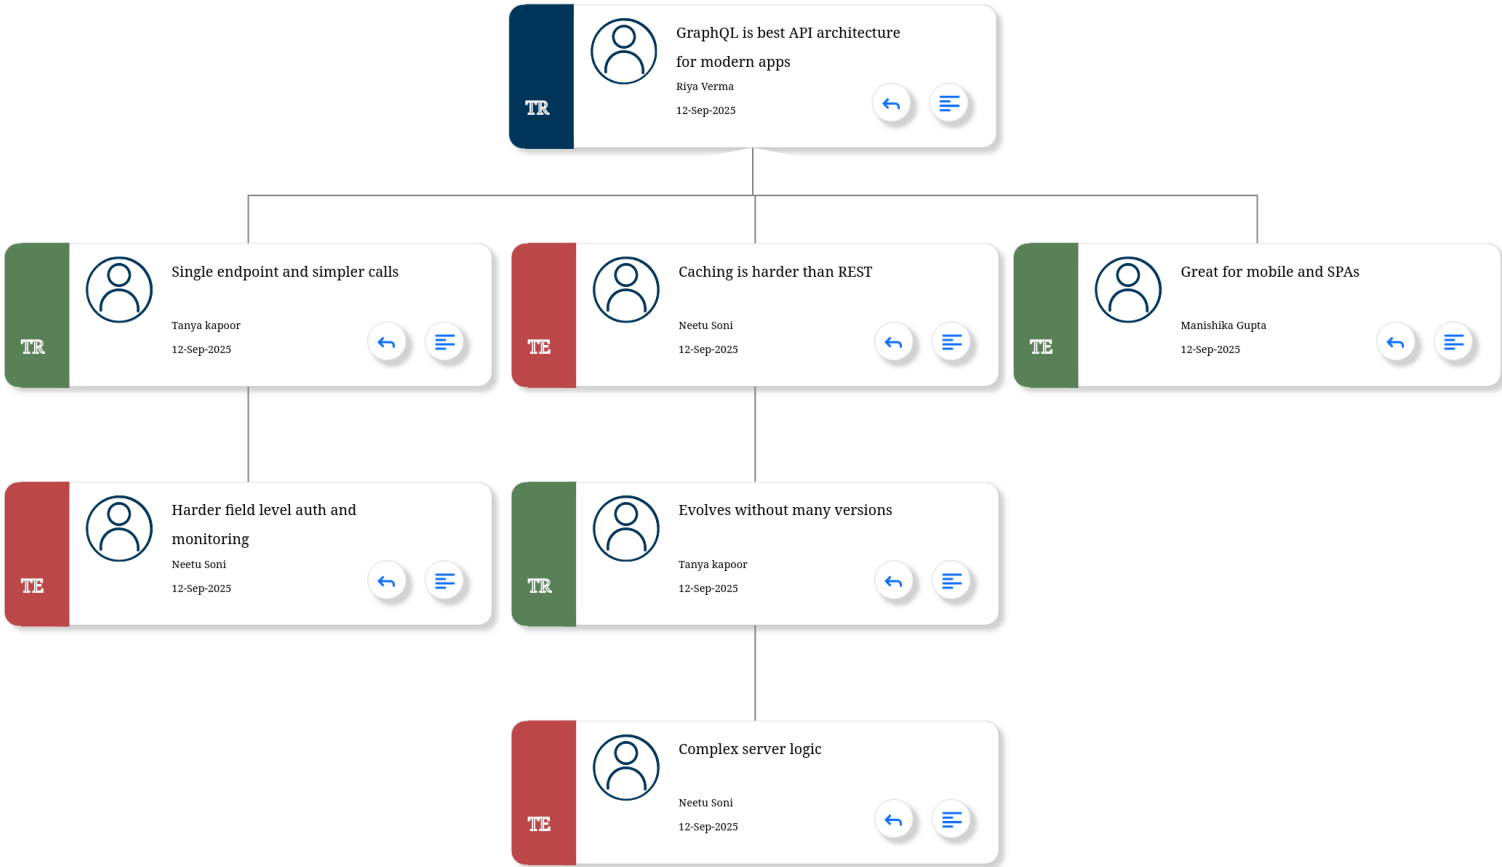 GraphQL is best API architecture
for modern apps
Riya Verma
12-Sep-2025
TR
Single endpoint and simpler calls
Tanya kapoor
12-Sep-2025
TR
Caching is harder than REST
Neetu Soni
12-Sep-2025
TE
Great for mobile and SPAs
Manishika Gupta
12-Sep-2025
TE
Harder field level auth and
monitoring
Neetu Soni
12-Sep-2025
TE
Evolves without many versions
Tanya kapoor
12-Sep-2025
TR
Complex server logic
Neetu Soni
12-Sep-2025
TE